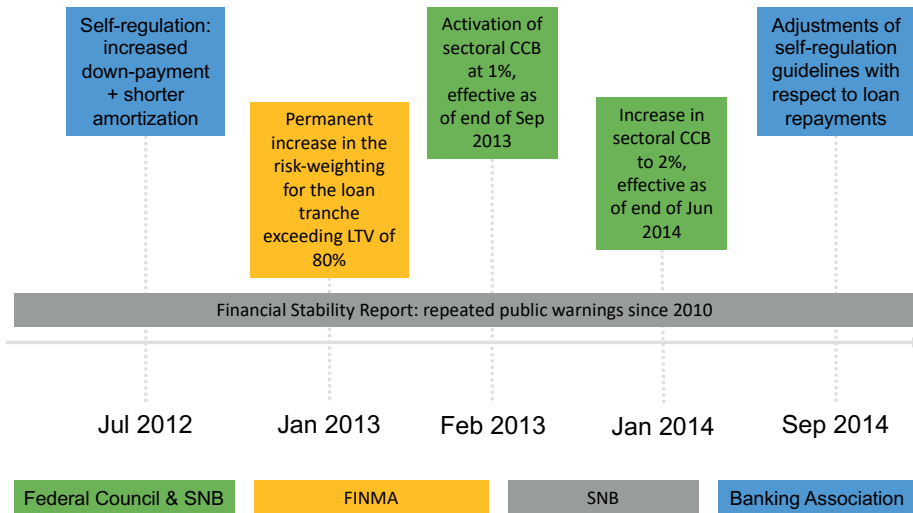 Self-regulation:
increased
down-payment
+ shorter
amortization
Permanent
increase in the
risk-weighting
for the loan
tranche
exceeding LTV of
80%
Activation of
sectoral CCB
at 1%,
effective as
of end of Sep
2013
Increase in
sectoral CCB
to 2%,
effective as
of end of Jun
2014
Adjustments of
self-regulation
guidelines with
respect to loan
repayments
Financial Stability Report: repeated public warnings since 2010
Jul 2012
Jan 2013
Feb 2013
Jan 2014
Sep 2014
Federal Council & SNB
FINMA
SNB
Banking Association